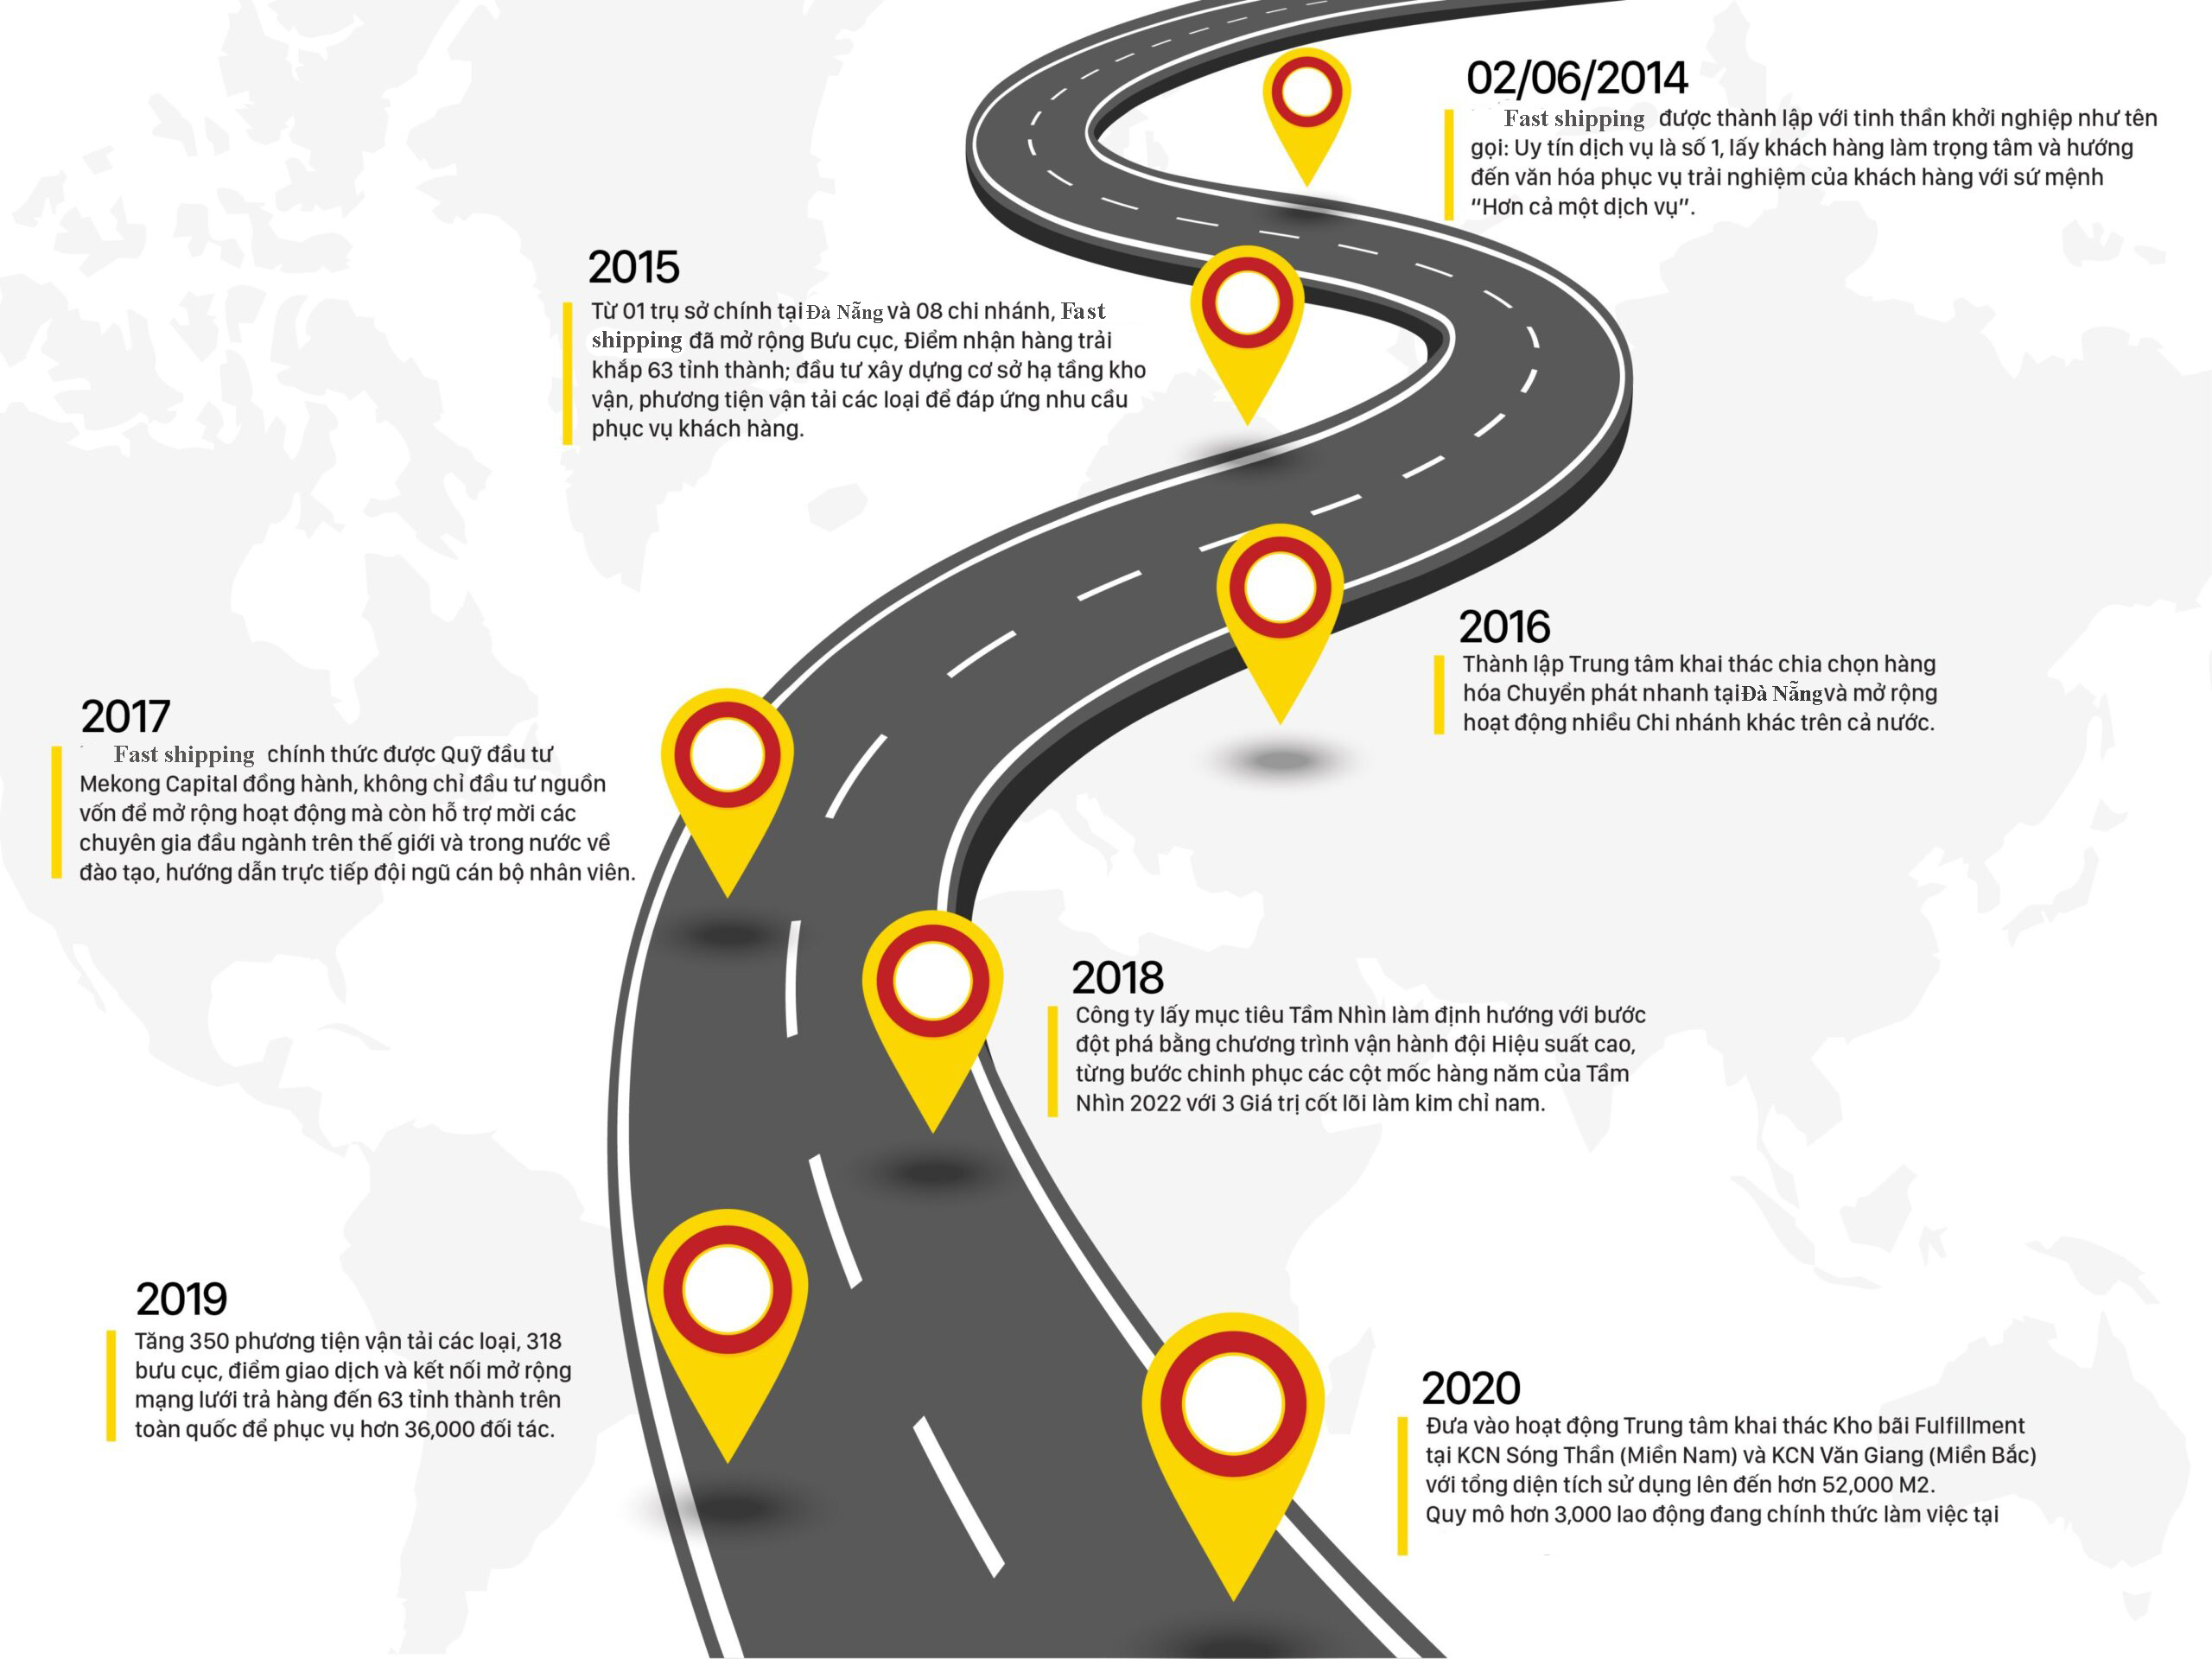 02/06/2014
Fast shipping được thành lập với tinh thần khởi nghiệp như tên
gọi: Uy tín dịch vụ là số 1, lấy khách hàng làm trọng tâm và hướng
đến văn hóa phục vụ trải nghiệm của khách hàng với sứ mệnh
“Hơn cả một dịch vụ”.
2015
Từ 01 trụ sở chính tại Đà Nẵng và 08 chi nhánh, Fast
shipping đã mở rộng Bưu cục, Điểm nhận hàng trải
khắp 63 tỉnh thành; đầu tư xây dựng cơ sở hạ tầng kho
vận, phương tiện vận tải các loại để đáp ứng nhu cầu
phục vụ khách hàng.
2016
Thành lập Trung tâm khai thác chia chọn hàng
hóa Chuyển phát nhanh tại Đà Nẵng và mở rộng
hoạt động nhiều Chi nhánh khác trên cả nước.
2017
Fast shipping chính thức được Quỹ đầu tư
Mekong Capital đồng hành, không chỉ đầu tư nguồn
vốn để mở rộng hoạt động mà còn hỗ trợ mời các
chuyên gia đầu ngành trên thế giới và trong nước về
đào tạo, hướng dẫn trực tiếp đội ngũ cán bộ nhân viên.
2018
Công ty lấy mục tiêu Tầm Nhìn làm định hướng với bước
đột phá bằng chương trình vận hành đội Hiệu suất cao,
từng bước chinh phục các cột mốc hàng năm của Tầm
Nhìn 2022 với 3 Giá trị cốt lõi làm kim chỉ nam.
2019
Tăng 350 phương tiện vận tải các loại, 318
bưu cục, điểm giao dịch và kết nối mở rộng
mạng lưới trả hàng đến 63 tỉnh thành trên
toàn quốc để phục vụ hơn 36,000 đối tác.
2020
Đưa vào hoạt động Trung tâm khai thác Kho bãi Fulfillment
tại KCN Sóng Thần (Miền Nam) và KCN Văn Giang (Miền Bắc)
với tổng diện tích sử dụng lên đến hơn 52,000 M2.
Quy mô hơn 3,000 lao động đang chính thức làm việc tại